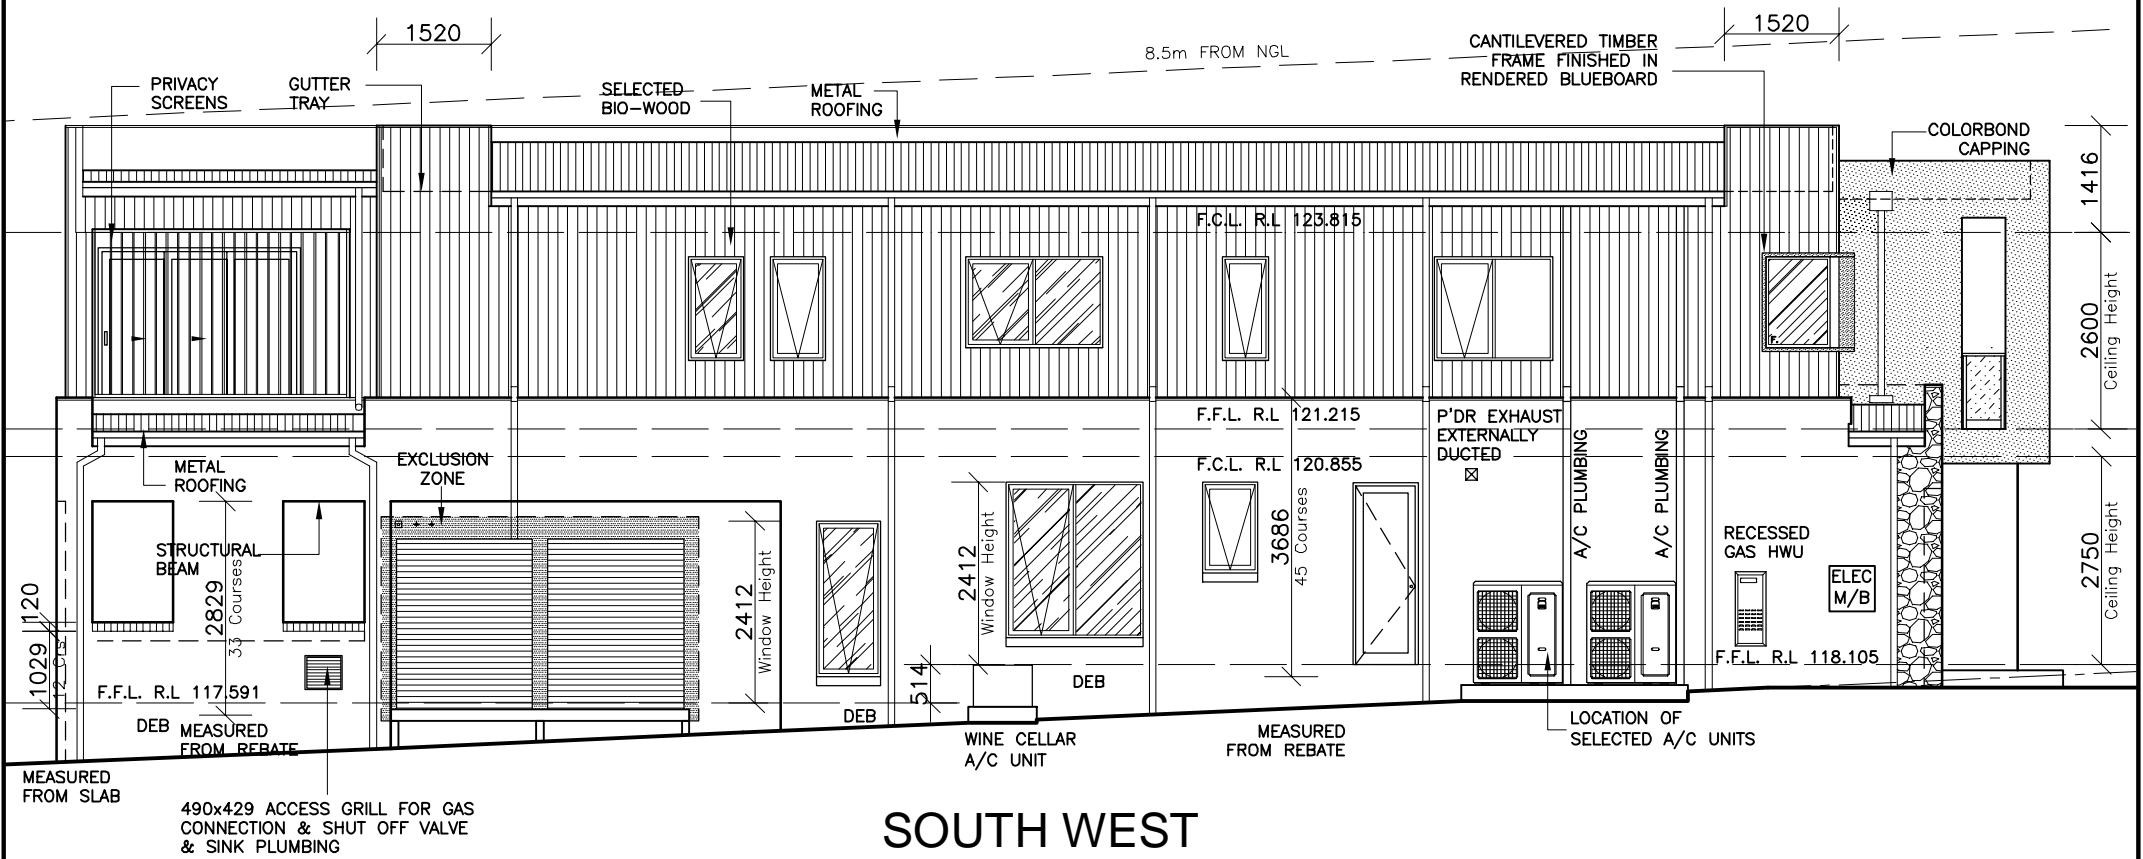 1520
8.5m FROM NGL
CANTILEVERED TIMBER
FRAME FINISHED IN
RENDERED BLUEBOARD
1520
PRIVACY
SCREENS
GUTTER
TRAY
SELECTED
BIO-WOOD
METAL
ROOFING
COLORBOND
CAPPING
1416
F.C.L. R.L 123.815
2600
Ceiling Height
F.F.L. R.L 121.215
P'DR EXHAUST
EXTERNALLY
DUCTED
A/C PLUMBING
A/C PLUMBING
METAL
ROOFING
EXCLUSION
ZONE
F.C.L. R.L 120.855
3686
45 Courses
2412
Window Height
2412
Window Height
STRUCTURAL
BEAM
2829
33 Courses
120
1029
12 Crs
RECESSED
GAS HWU
ELEC
M/B
2750
Ceiling Height
F.F.L. R.L 118.105
F.F.L. R.L 117.591
514
DEB
DEB
DEB
MEASURED
FROM REBATE
WINE CELLAR
A/C UNIT
MEASURED
FROM REBATE
LOCATION OF
SELECTED A/C UNITS
MEASURED
FROM SLAB
490x429 ACCESS GRILL FOR GAS
CONNECTION & SHUT OFF VALVE
& SINK PLUMBING
F.
SOUTH WEST